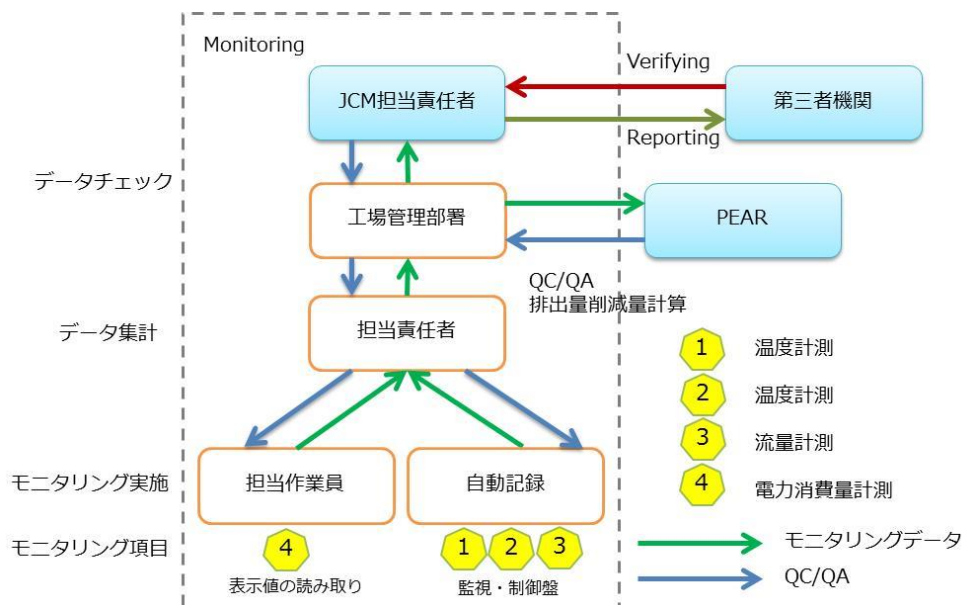 Monitoring
JCM担当責任者
Verifying
第三者機関
Reporting
データチェック
工場管理部署
PEAR
QC/QA
排出量削減量計算
データ集計
担当責任者
1 温度計測
2 温度計測
3 流量計測
4 電力消費量計測
モニタリング実施
担当作業員
自動記録
モニタリング項目
4
1 2 3
表示値の読み取り
監視・制御盤
モニタリングデータ
QC/QA